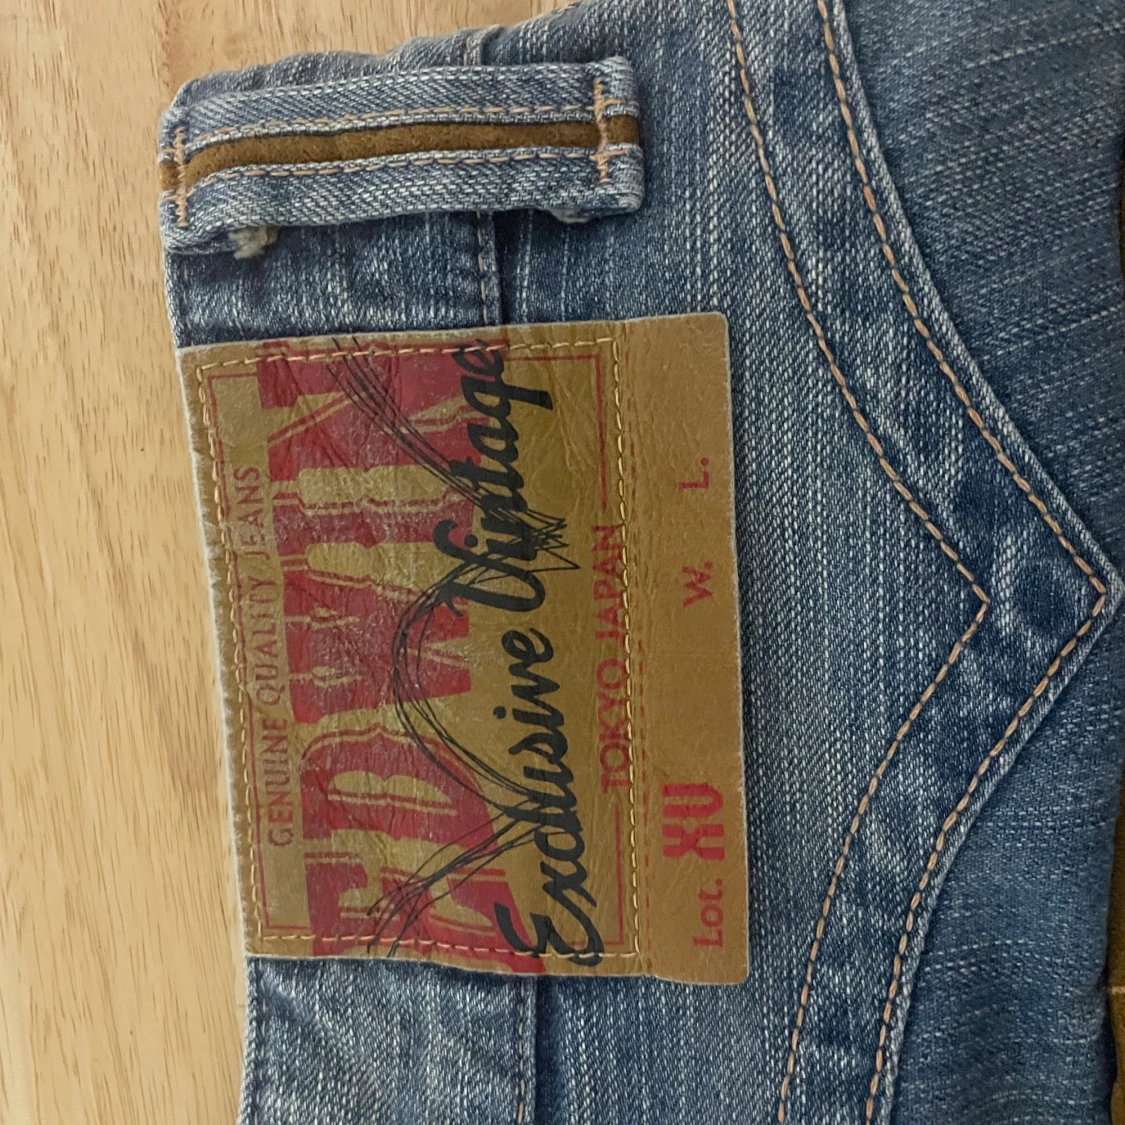 GENUINE QUALITY JEANS
EDWIN
Exclusive Vintage
TOKYO JAPAN
Lot. XU W. L.